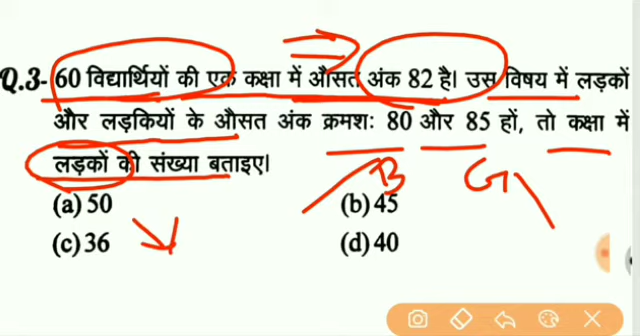 Q.3- 60 विद्यार्थियों की एक कक्षा में औसत अंक 82 है। उस विषय में लड़कों
और लड़कियों के औसत अंक क्रमशः 80 और 85 हों, तो कक्षा में
लड़कों की संख्या बताइए।
B G
(a) 50 (b) 45
(c) 36 (d) 40